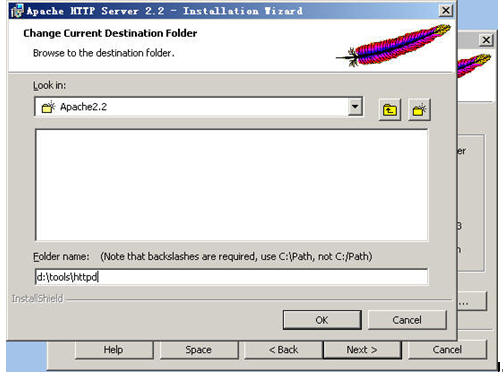 Apache HTTP Server 2.2 - Installation Wizard
Change Current Destination Folder
Browse to the destination folder.
Look in:
Apache2.2
er
3
n
Folder name: (Note that backslashes are required, use C:\Path, not C:/Path)
d:\tools\httpd
InstallShield
...
OK Cancel
Help Space < Back Next > Cancel